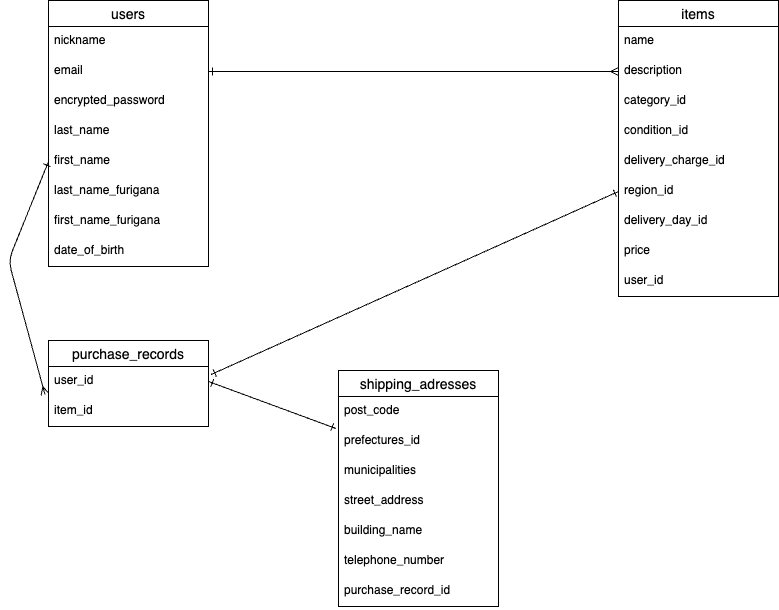 users
nickname
email
encrypted_password
last_name
first_name
last_name_furigana
first_name_furigana
date_of_birth
items
name
description
category_id
condition_id
delivery_charge_id
region_id
delivery_day_id
price
user_id
purchase_records
user_id
item_id
shipping_adresses
post_code
prefectures_id
municipalities
street_address
building_name
telephone_number
purchase_record_id